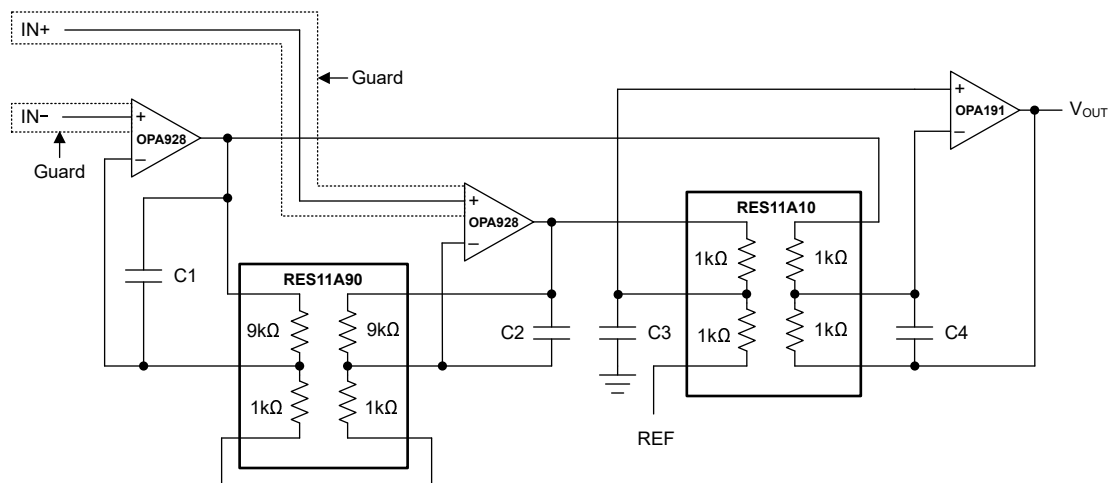 IN+
Guard
IN−
Guard
+
OPA928
−
+
OPA928
−
+
OPA191
−
VOUT
C1
RES11A90
9kΩ
9kΩ
1kΩ
1kΩ
C2
C3
RES11A10
1kΩ
1kΩ
1kΩ
1kΩ
C4
REF